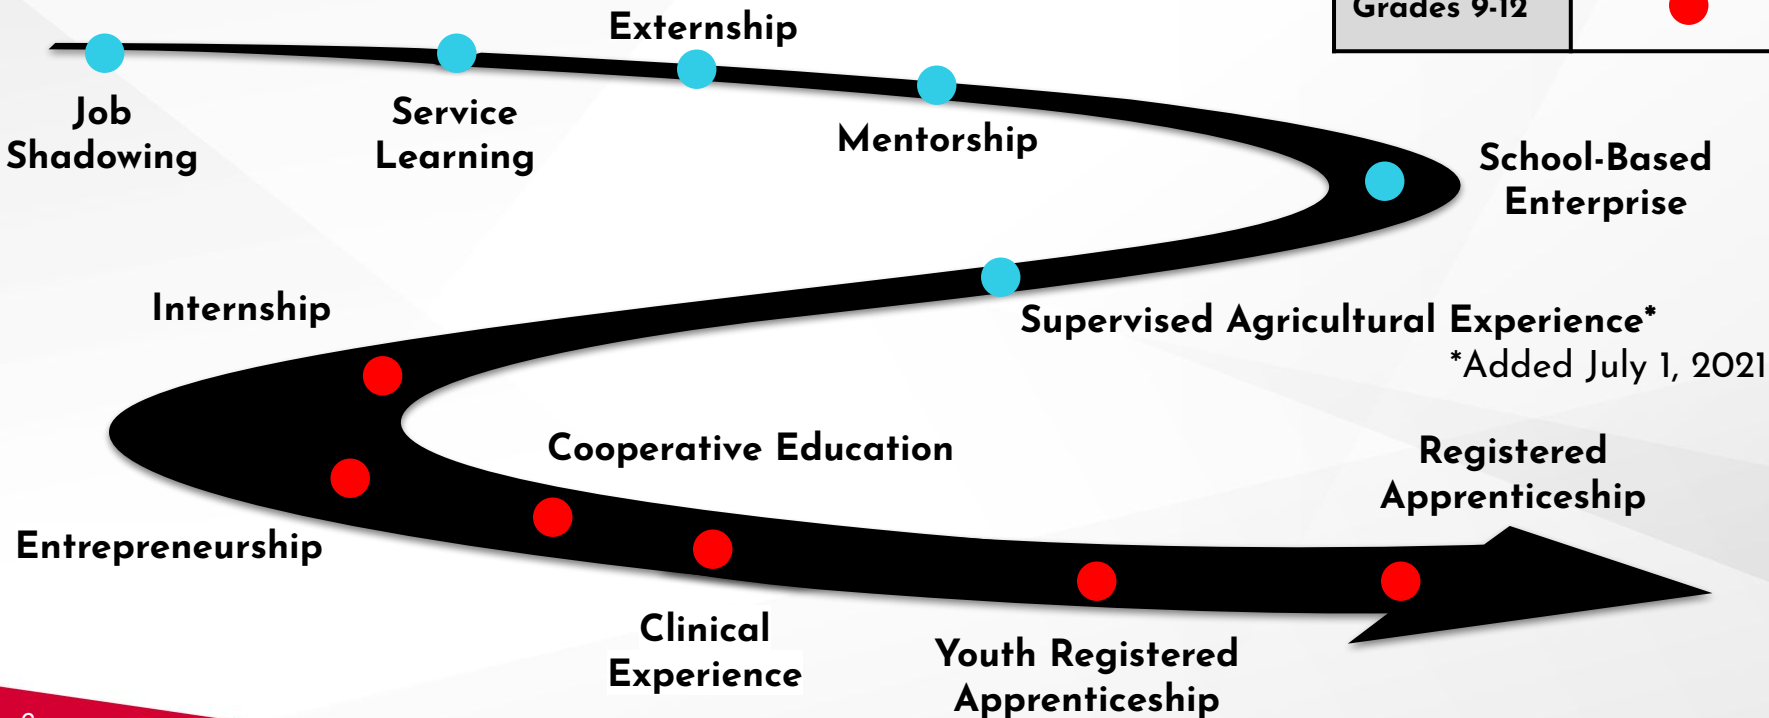 Grades 9-12
Externship
Job
Shadowing
Service
Learning
Mentorship
School-Based
Enterprise
Supervised Agricultural Experience*
*Added July 1, 2021
Internship
Cooperative Education
Entrepreneurship
Clinical
Experience
Youth Registered
Apprenticeship
Registered
Apprenticeship